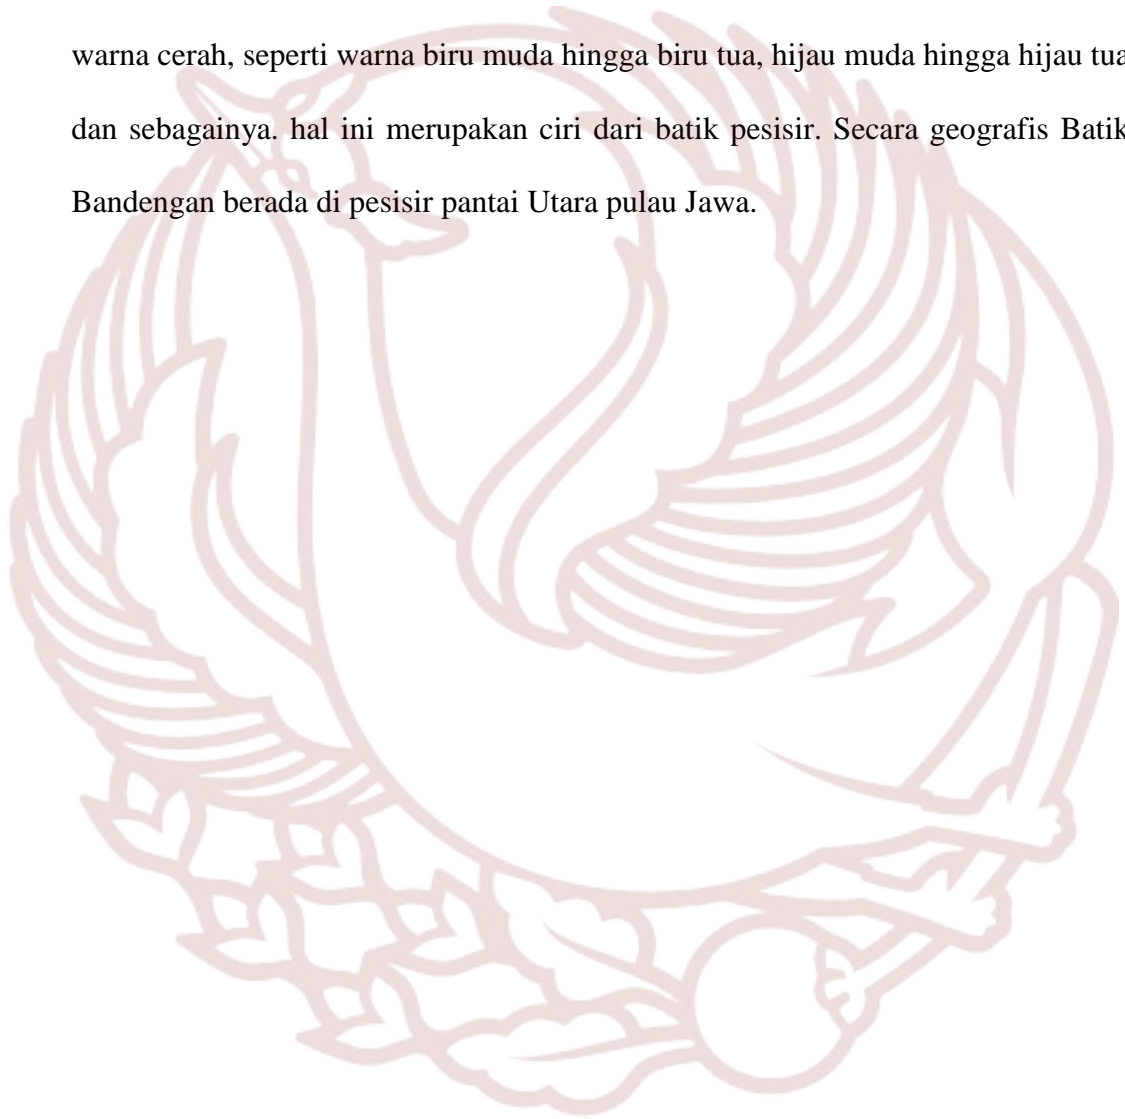 warna cerah, seperti warna biru muda hingga biru tua, hijau muda hingga hijau tua
dan sebagainya. hal ini merupakan ciri dari batik pesisir. Secara geografis Batik
Bandengan berada di pesisir pantai Utara pulau Jawa.